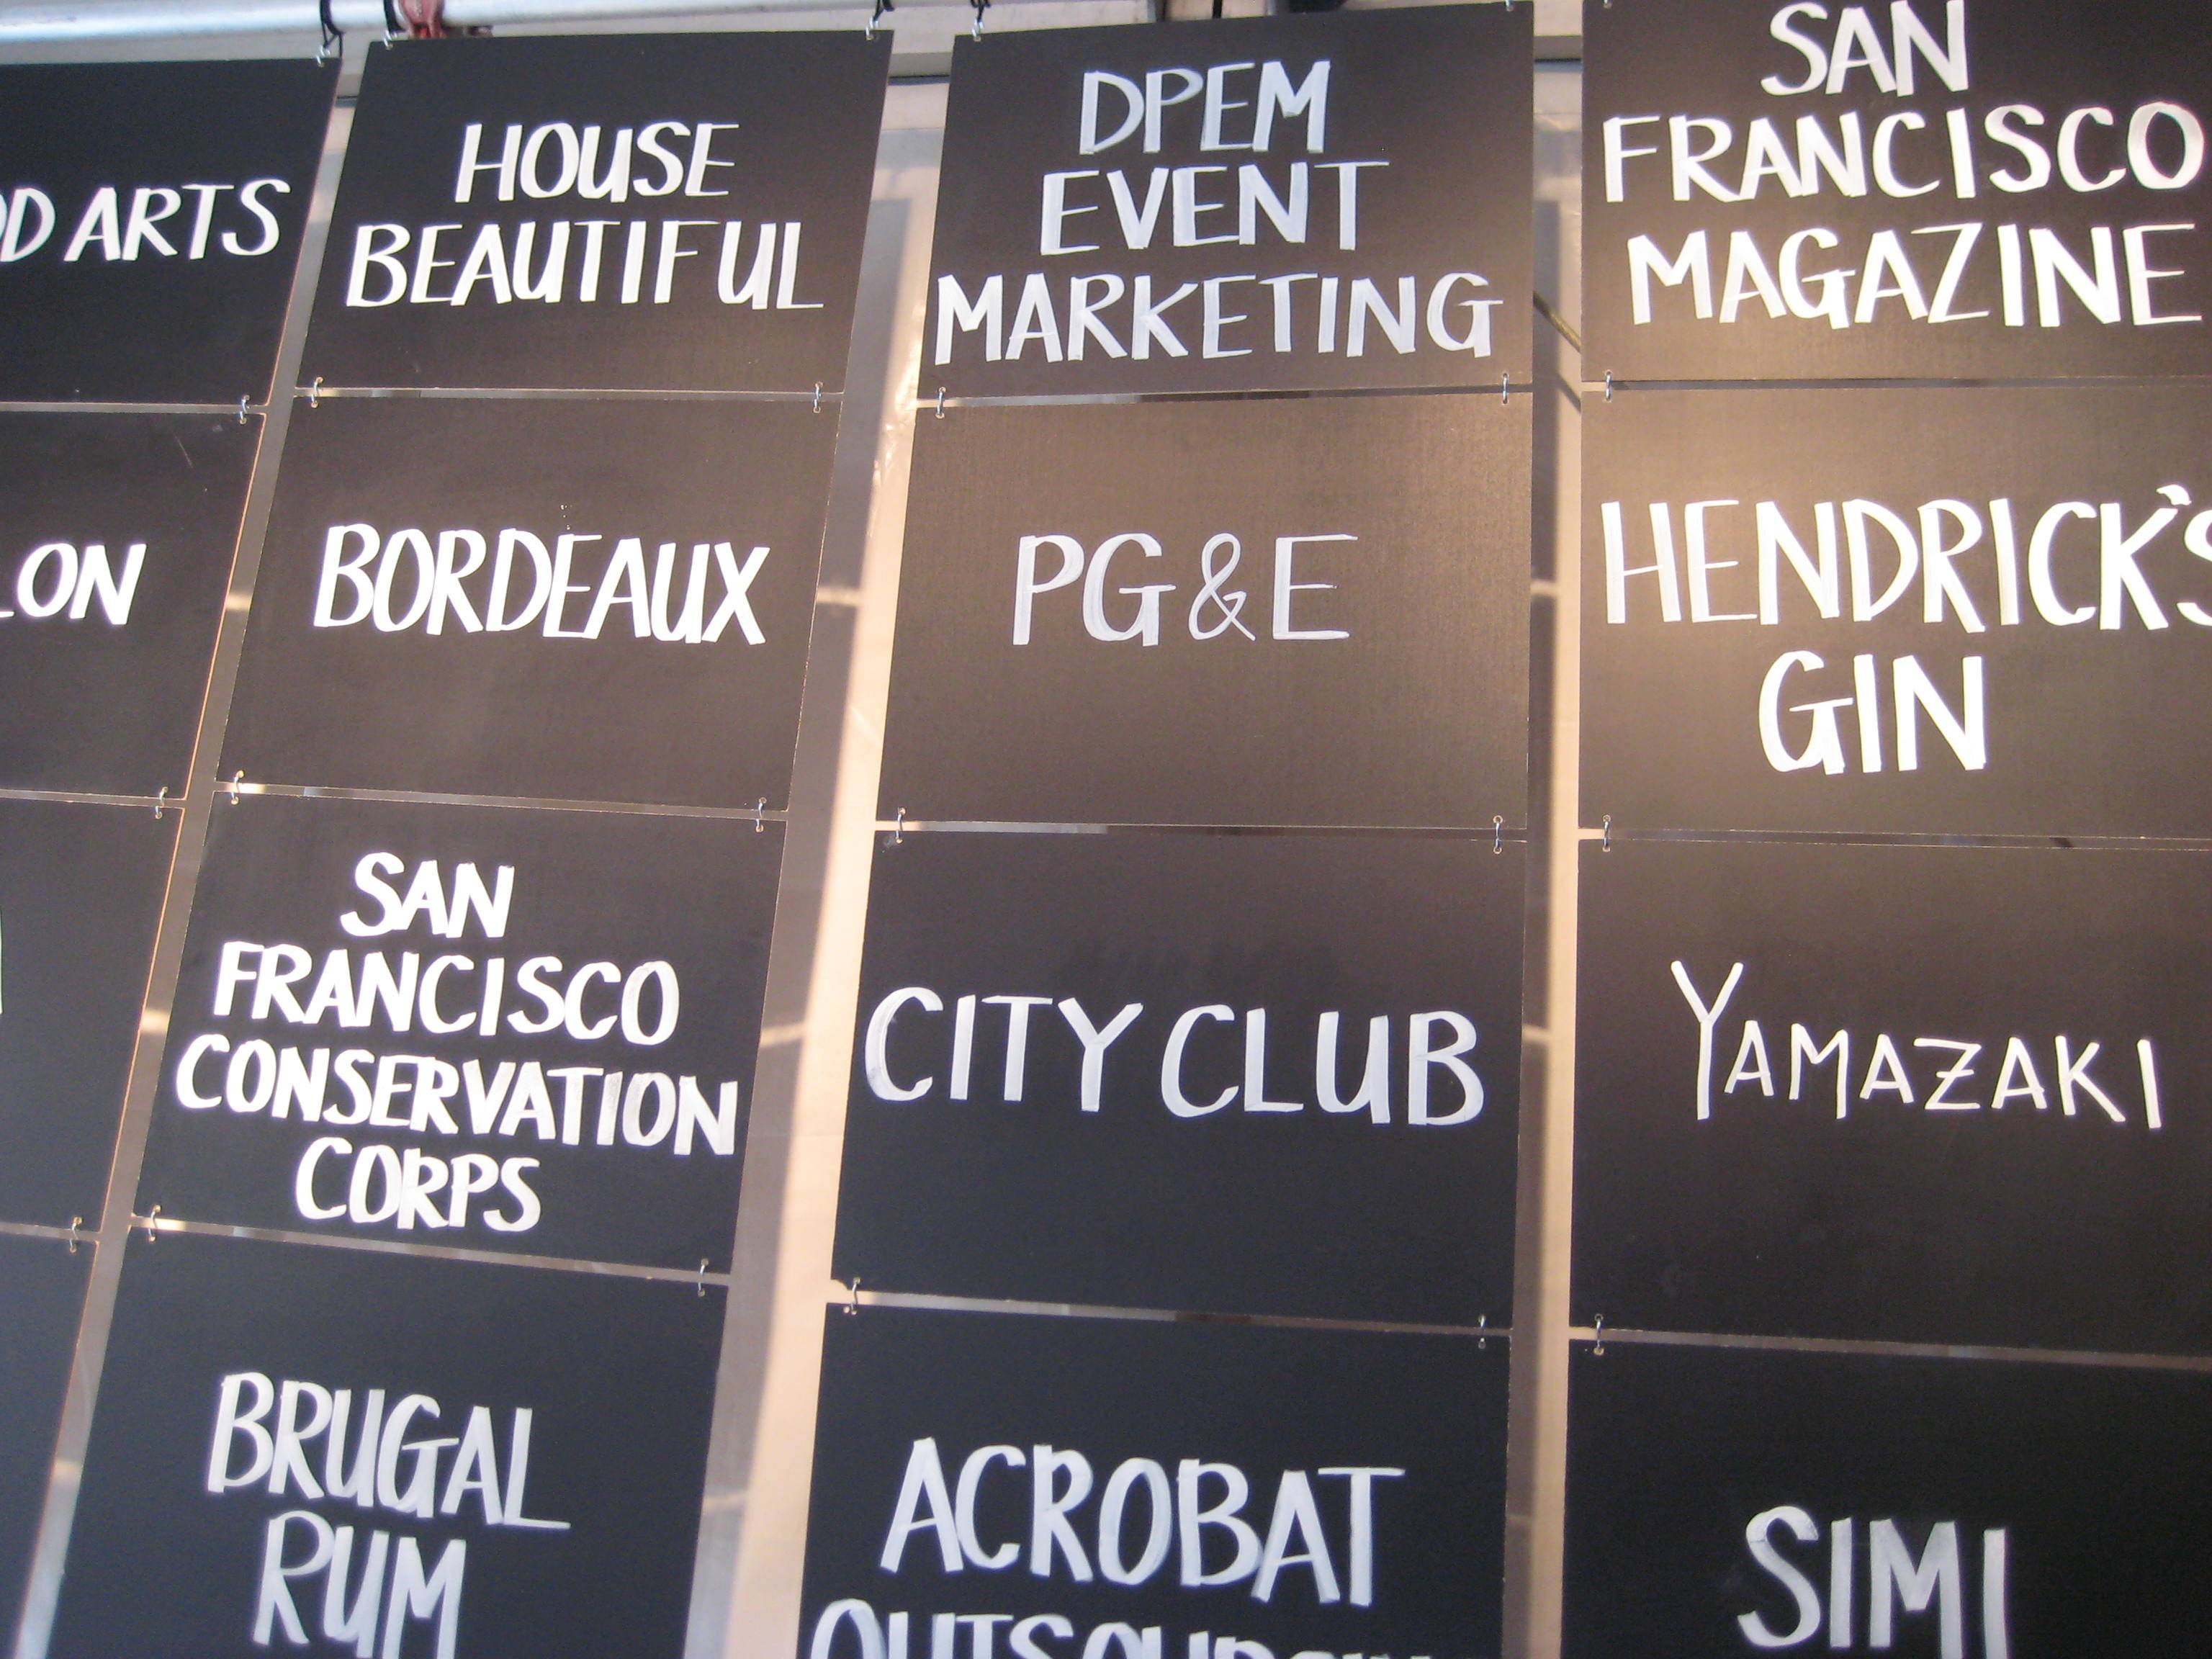 ARTS
HOUSE
BEAUTIFUL
DPEM
EVENT
MARKETING
SAN
FRANCISCO
MAGAZINE
BORDEAUX
PG&E
HENDRICK'S
GIN
SAN
FRANCISCO
CONSERVATION
CORPS
CITY CLUB
YAMAZAKI
BRUGAL
RUM
ACROBAT
SIMI